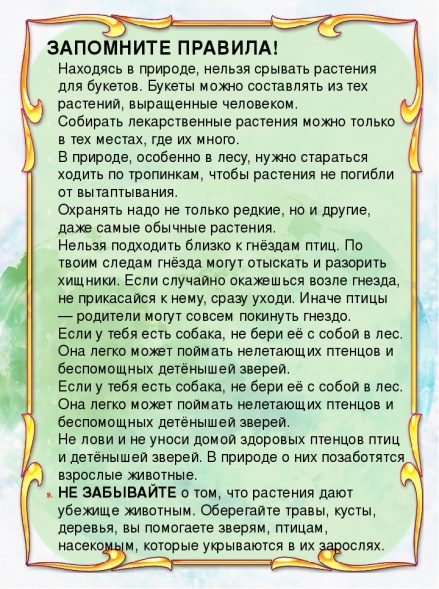 ЗАПОМНИТЕ ПРАВИЛА!
Находясь в природе, нельзя срывать растения
для букетов. Букеты можно составлять из тех
растений, выращенные человеком.
Собирать лекарственные растения можно только
в тех местах, где их много.
В природе, особенно в лесу, нужно стараться
ходить по тропинкам, чтобы растения не погибли
от вытаптывания.
Охранять надо не только редкие, но и другие,
даже самые обычные растения.
Нельзя подходить близко к гнёздам птиц. По
твоим следам гнёзда могут отыскать и разорить
хищники. Если случайно окажешься возле гнезда,
не прикасайся к нему, сразу уходи. Иначе птицы
— родители могут совсем покинуть гнездо.
Если у тебя есть собака, не бери её с собой в лес.
Она легко может поймать нелетающих птенцов и
беспомощных детёнышей зверей.
Если у тебя есть собака, не бери её с собой в лес.
Она легко может поймать нелетающих птенцов и
беспомощных детёнышей зверей.
Не лови и не уноси домой здоровых птенцов птиц
и детёнышей зверей. В природе о них позаботятся
взрослые животные.
9. НЕ ЗАБЫВАЙТЕ о том, что растения дают
убежище животным. Оберегайте травы, кусты,
деревья, вы помогаете зверям, птицам,
насекомым, которые укрываются в их зарослях.